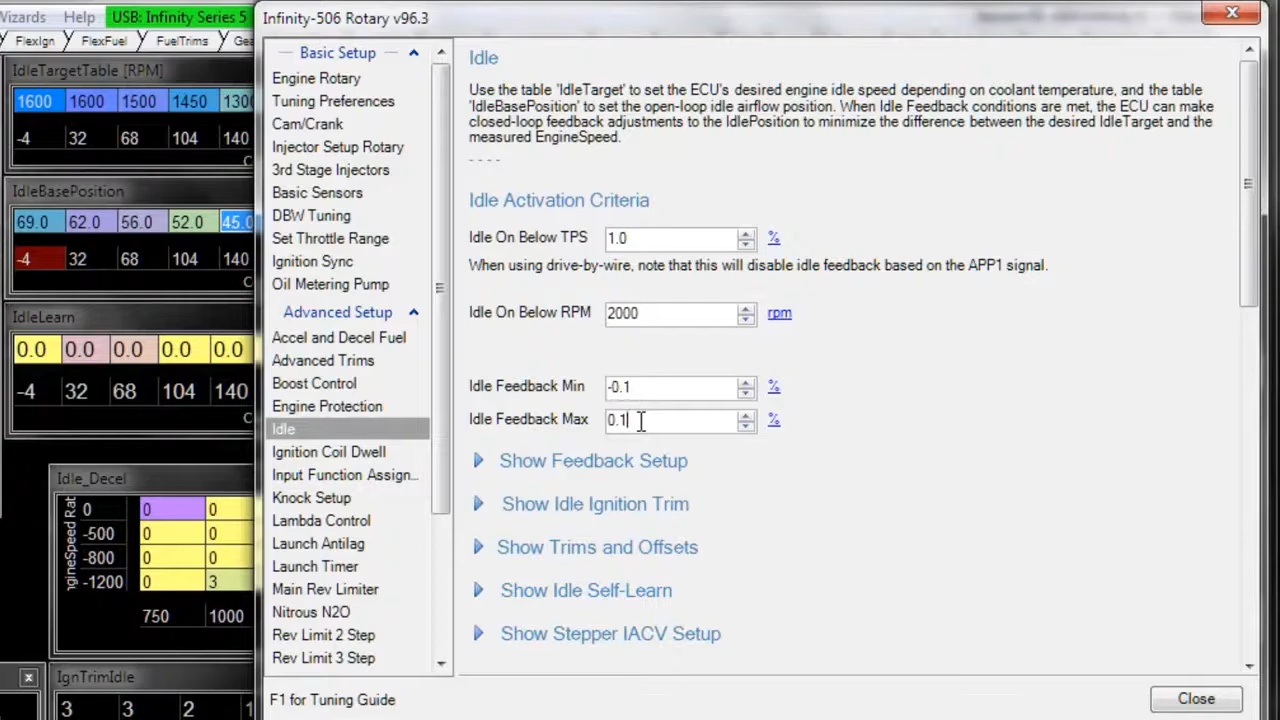 Wizards Help USB: Infinity Series 5
FlexIgn FlexFuel FuelTrims Gea
IdleTargetTable [RPM]
1600 1600 1500 1450 1300
-4 32 68 104 140
C
IdleBasePosition
69.0 62.0 56.0 52.0 45.0
-4 32 68 104 140
C
IdleLearn
0.0 0.0 0.0 0.0 0.0
-4 32 68 104 140
C
Idle_Decel
ngineSpeed Rat
0 0 0
-500 0 0
-800 0 0
-1200 0 3
750 1000
x IgnTrimIdle
3 3 2 1
Infinity-506 Rotary v96.3
Basic Setup
Engine Rotary
Tuning Preferences
Cam/Crank
Injector Setup Rotary
3rd Stage Injectors
Basic Sensors
DBW Tuning
Set Throttle Range
Ignition Sync
Oil Metering Pump
Advanced Setup
Accel and Decel Fuel
Advanced Trims
Boost Control
Engine Protection
Idle
Ignition Coil Dwell
Input Function Assign...
Knock Setup
Lambda Control
Launch Antilag
Launch Timer
Main Rev Limiter
Nitrous N2O
Rev Limit 2 Step
Rev Limit 3 Step
Idle
Use the table 'IdleTarget' to set the ECU's desired engine idle speed depending on coolant temperature, and the table
'IdleBasePosition' to set the open-loop idle airflow position. When Idle Feedback conditions are met, the ECU can make
closed-loop feedback adjustments to the IdlePosition to minimize the difference between the desired IdleTarget and the
measured EngineSpeed.
- - - -
Idle Activation Criteria
Idle On Below TPS 1.0 %
When using drive-by-wire, note that this will disable idle feedback based on the APP1 signal.
Idle On Below RPM 2000 rpm
Idle Feedback Min -0.1 %
Idle Feedback Max 0.1 %
Show Feedback Setup
Show Idle Ignition Trim
Show Trims and Offsets
Show Idle Self-Learn
Show Stepper IACV Setup
F1 for Tuning Guide
Close